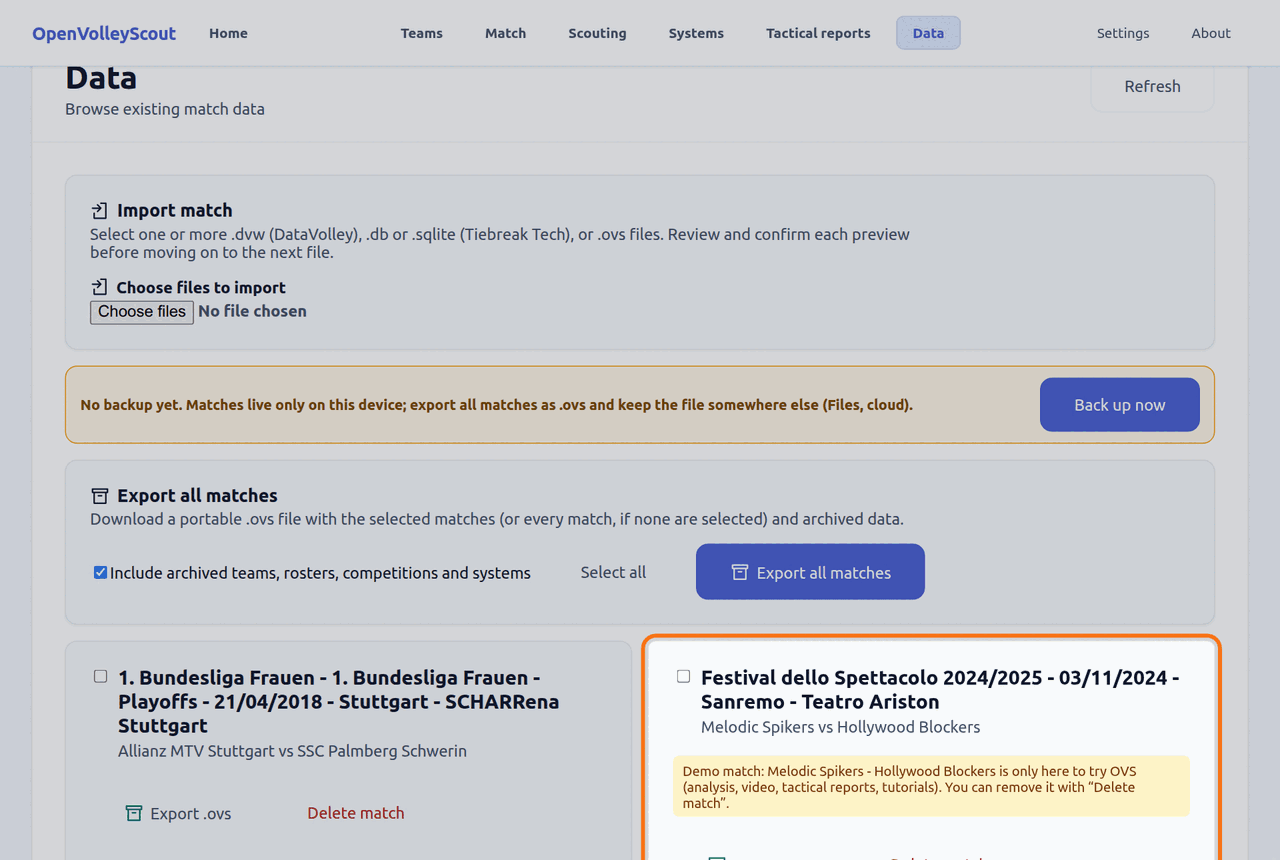 OpenVolleyScout Home Teams Match Scouting Systems Tactical reports Data Settings About
Data
Refresh
Browse existing match data
Import match
Select one or more .dvw (DataVolley), .db or .sqlite (Tiebreak Tech), or .ovs files. Review and confirm each preview
before moving on to the next file.
Choose files to import
Choose files No file chosen
No backup yet. Matches live only on this device; export all matches as .ovs and keep the file somewhere else (Files, cloud).
Back up now
Export all matches
Download a portable .ovs file with the selected matches (or every match, if none are selected) and archived data.
Include archived teams, rosters, competitions and systems
Select all
Export all matches
1. Bundesliga Frauen - 1. Bundesliga Frauen -
Playoffs - 21/04/2018 - Stuttgart - SCHARRena
Stuttgart
Allianz MTV Stuttgart vs SSC Palmberg Schwerin
Export .ovs
Delete match
Festival dello Spettacolo 2024/2025 - 03/11/2024 -
Sanremo - Teatro Ariston
Melodic Spikers vs Hollywood Blockers
Demo match: Melodic Spikers - Hollywood Blockers is only here to try OVS
(analysis, video, tactical reports, tutorials). You can remove it with “Delete
match”.